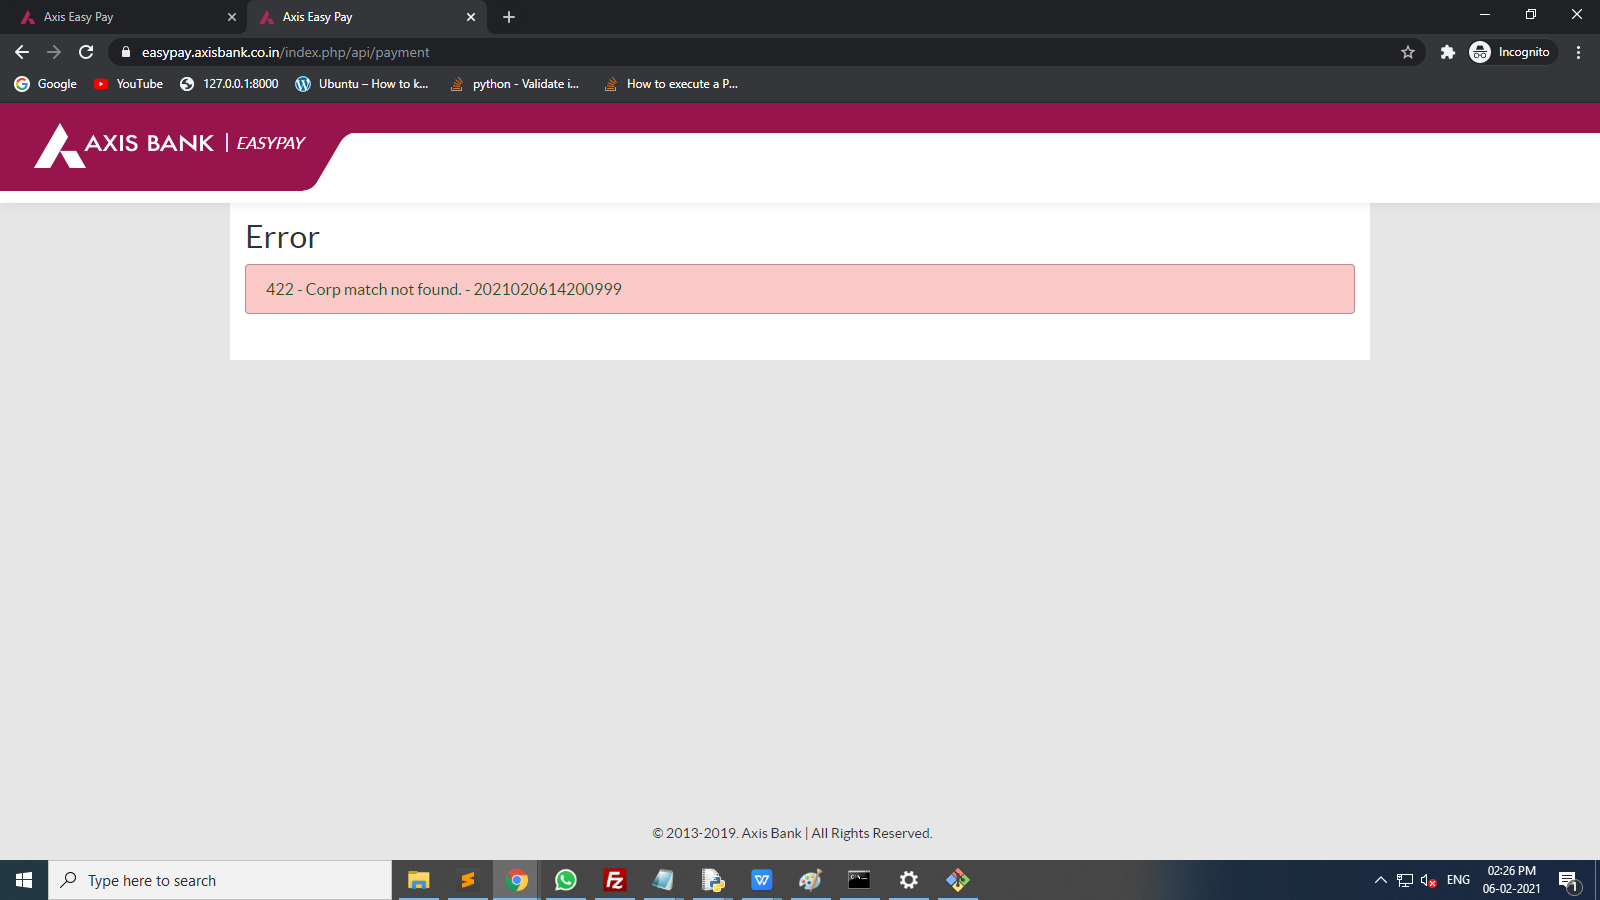 Axis Easy Pay
Axis Easy Pay
easypay.axisbank.co.in/index.php/api/payment
Incognito
Google
YouTube
127.0.0.1:8000
Ubuntu – How to k...
python - Validate i...
How to execute a P...
AXIS BANK | EASYPAY
Error
422 - Corp match not found. - 2021020614200999
© 2013-2019. Axis Bank | All Rights Reserved.
Type here to search
ENG
02:26 PM
06-02-2021
1